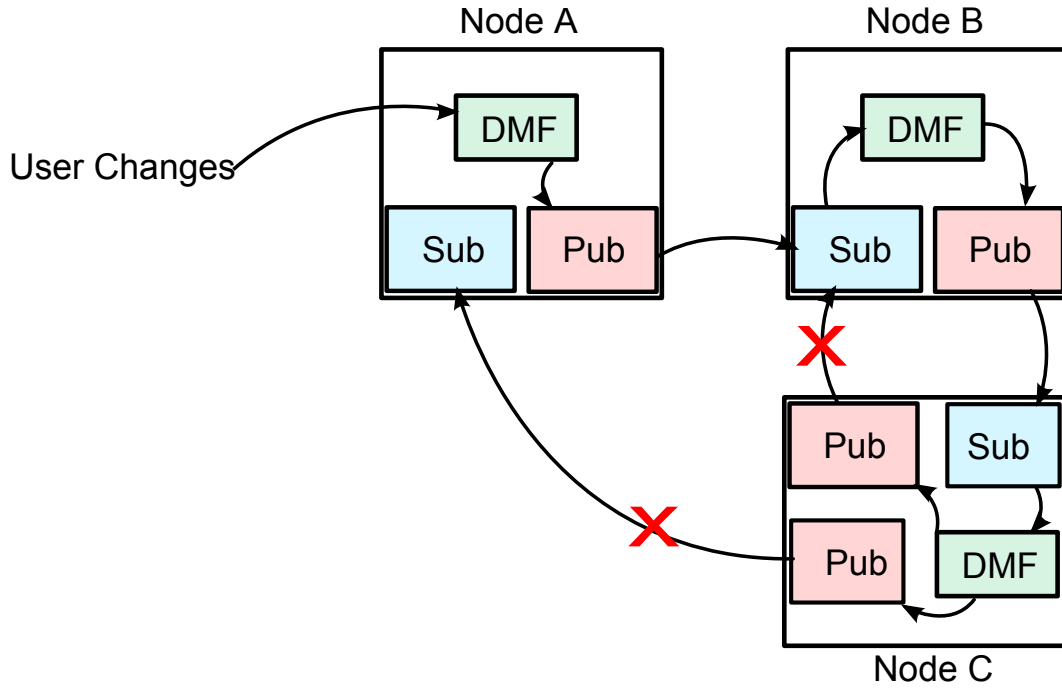 Node A
Node B
DMF
DMF
User Changes
Sub
Pub
Sub
Pub
Pub
Sub
Pub
DMF
Node C